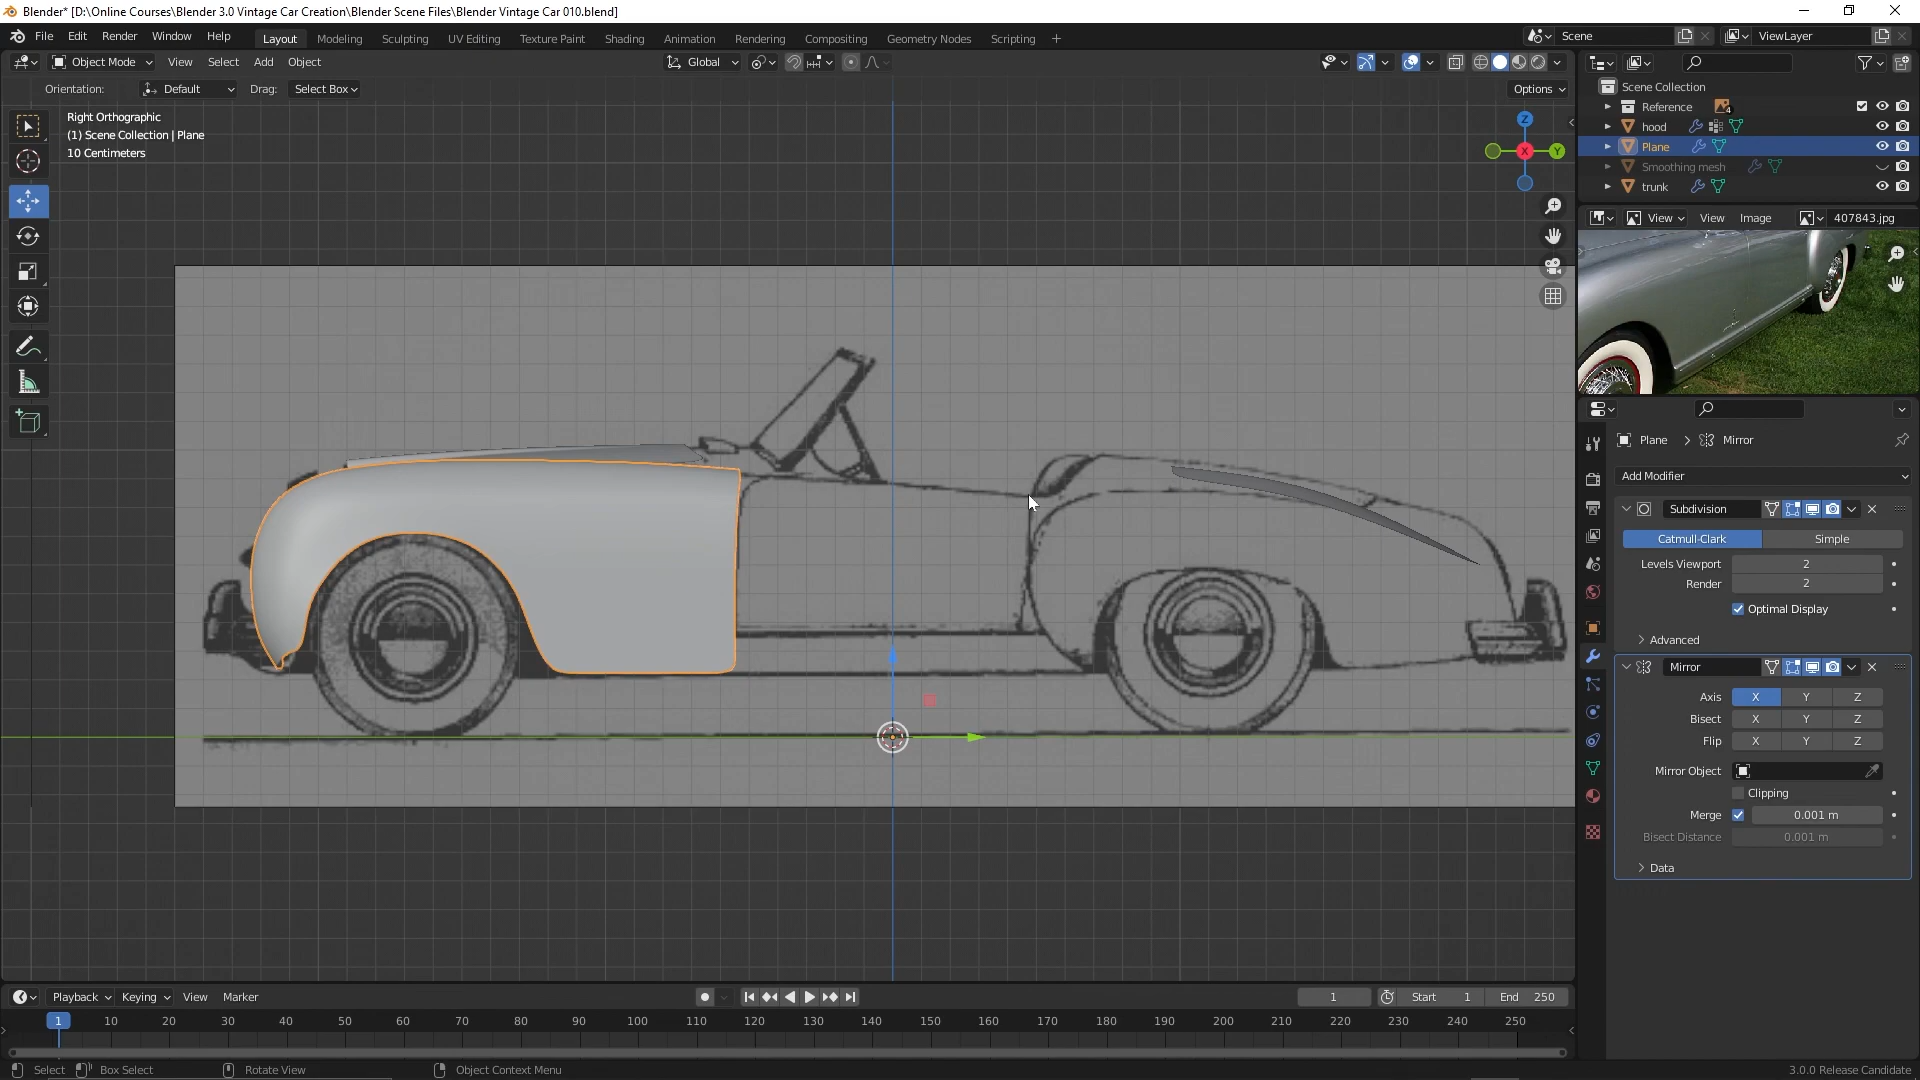 Blender* [D:\Online Courses\Blender 3.0 Vintage Car Creation\Blender Scene Files\Blender Vintage Car 010.blend]
File Edit Render Window Help Layout Modeling Sculpting UV Editing Texture Paint Shading Animation Rendering Compositing Geometry Nodes Scripting + Scene ViewLayer
Object Mode View Select Add Object Global
Orientation: Default Drag: Select Box Options
Right Orthographic
(1) Scene Collection | Plane
10 Centimeters
Z
X
Y
Scene Collection
Reference 4
hood
Plane
Smoothing mesh
trunk
View View Image 407843.jpg
Plane > Mirror
Add Modifier
Subdivision
Catmull-Clark Simple
Levels Viewport 2
Render 2
Optimal Display
Advanced
Mirror
Axis X Y Z
Bisect X Y Z
Flip X Y Z
Mirror Object
Clipping
Merge 0.001 m
Bisect Distance 0.001 m
Data
Playback Keying View Marker 1 Start 1 End 250
1 10 20 30 40 50 60 70 80 90 100 110 120 130 140 150 160 170 180 190 200 210 220 230 240 250
Select Box Select Rotate View Object Context Menu 3.0.0 Release Candidate